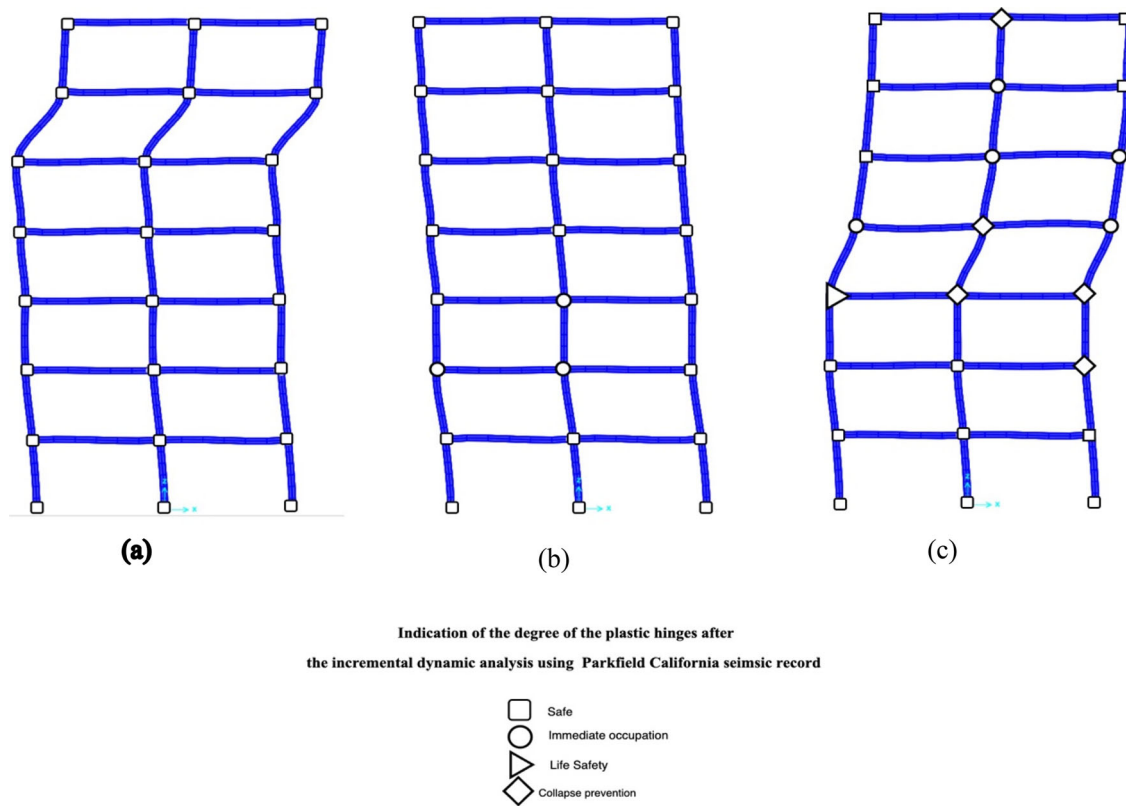 (a)
(b)
(c)
Indication of the degree of the plastic hinges after
the incremental dynamic analysis using Parkfield California seimsic record
Safe
Immediate occupation
Life Safety
Collapse prevention